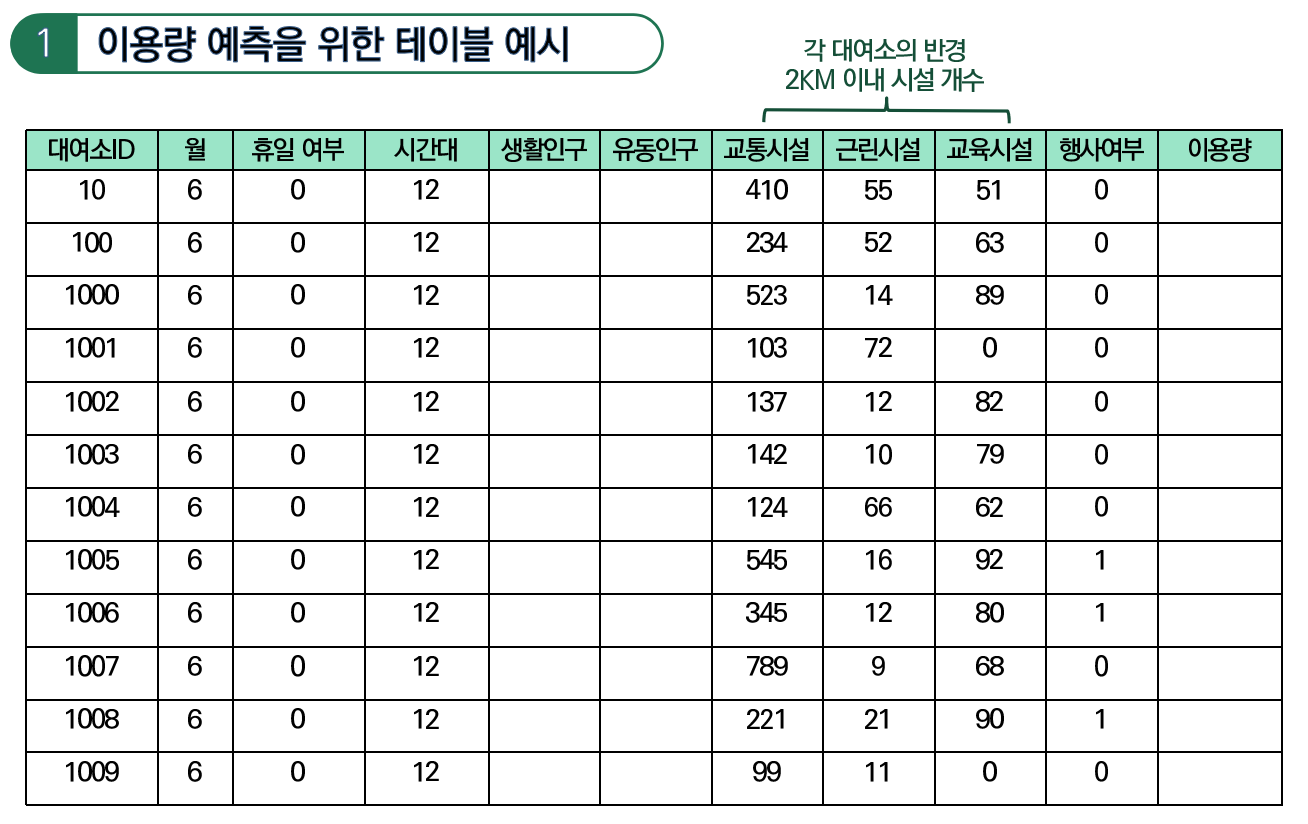 1 이용량 예측을 위한 테이블 예시
각 대여소의 반경
2KM 이내 시설 개수
대여소ID 월 휴일 여부 시간대 생활인구 유동인구 교통시설 근린시설 교육시설 행사여부 이용량
10 6 0 12 410 55 51 0
100 6 0 12 234 52 63 0
1000 6 0 12 523 14 89 0
1001 6 0 12 103 72 0 0
1002 6 0 12 137 12 82 0
1003 6 0 12 142 10 79 0
1004 6 0 12 124 66 62 0
1005 6 0 12 545 16 92 1
1006 6 0 12 345 12 80 1
1007 6 0 12 789 9 68 0
1008 6 0 12 221 21 90 1
1009 6 0 12 99 11 0 0